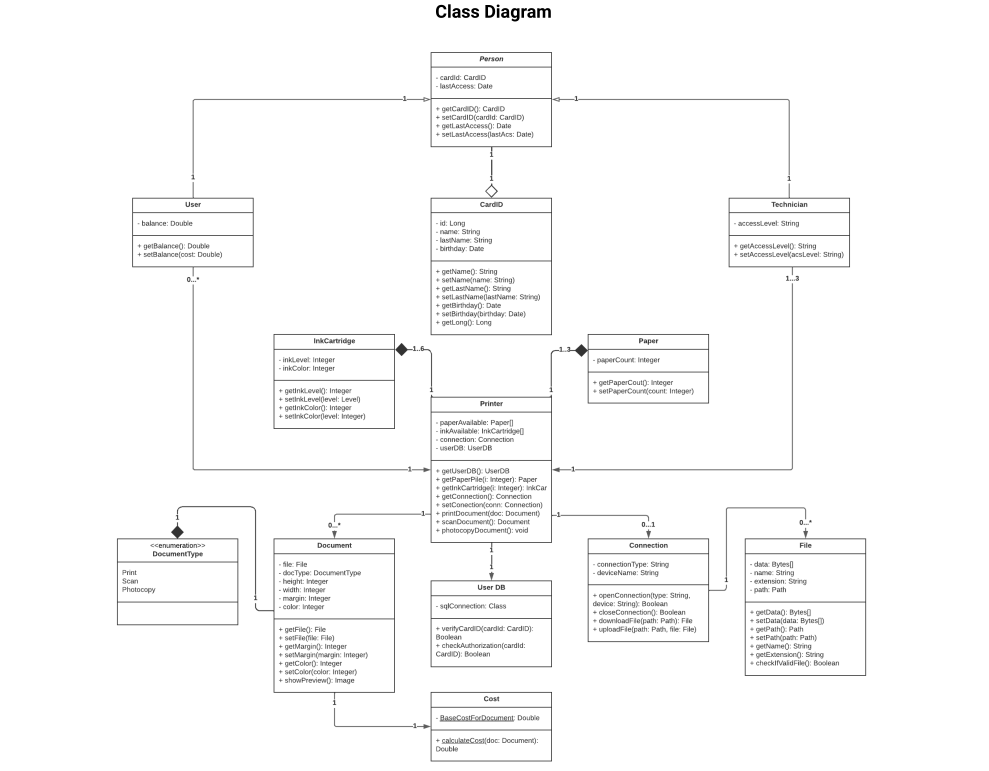 Class Diagram
Person
- cardId: CardID
- lastAccess: Date
+ getCardID(): CardID
+ setCardID(cardId: CardID)
+ getLastAccess(): Date
+ setLastAccess(lastAcs: Date)
1
1
1
1
1
1
User
- balance: Double
+ getBalance(): Double
+ setBalance(cost: Double)
CardID
- id: Long
- name: String
- lastName: String
- birthday: Date
+ getName(): String
+ setName(name: String)
+ getLastName(): String
+ setLastName(lastName: String)
+ getBirthday(): Date
+ setBirthday(birthday: Date)
+ getLong(): Long
Technician
- accessLevel: String
+ getAccessLevel(): String
+ setAccessLevel(acsLevel: String)
0...*
1...3
InkCartridge
- inkLevel: Integer
- inkColor: Integer
+ getInkLevel(): Integer
+ setInkLevel(level: Level)
+ getInkColor(): Integer
+ setInkColor(level: Integer)
1..6
1
1..3
1
Paper
- paperCount: Integer
+ getPaperCout(): Integer
+ setPaperCount(count: Integer)
Printer
- paperAvailable: Paper[]
- inkAvailable: InkCartridge[]
- connection: Connection
- userDB: UserDB
+ getUserDB(): UserDB
+ getPaperPile(i: Integer): Paper
+ getInkCartridge(i: Integer): InkCar
+ getConnection(): Connection
+ setConection(conn: Connection)
+ printDocument(doc: Document)
+ scanDocument(): Document
+ photocopyDocument(): void
1
1
1
1
0...*
0...1
1
1
1
0...*
<<enumeration>>
DocumentType
Print
Scan
Photocopy
1
1
Document
- file: File
- docType: DocumentType
- height: Integer
- width: Integer
- margin: Integer
- color: Integer
+ getFile(): File
+ setFile(file: File)
+ getMargin(): Integer
+ setMargin(margin: Integer)
+ getColor(): Integer
+ setColor(color: Integer)
+ showPreview(): Image
User DB
- sqlConnection: Class
+ verifyCardID(cardId: CardID):
Boolean
+ checkAuthorization(cardId:
CardID): Boolean
Connection
- connectionType: String
- deviceName: String
+ openConnection(type: String,
device: String): Boolean
+ closeConnection(): Boolean
+ downloadFile(path: Path): File
+ uploadFile(path: Path, file: File)
File
- data: Bytes[]
- name: String
- extension: String
- path: Path
+ getData(): Bytes[]
+ setData(data: Bytes[])
+ getPath(): Path
+ setPath(path: Path)
+ getName(): String
+ getExtension(): String
+ checkIfValidFile(): Boolean
1
1
Cost
- BaseCostForDocument: Double
+ calculateCost(doc: Document):
Double